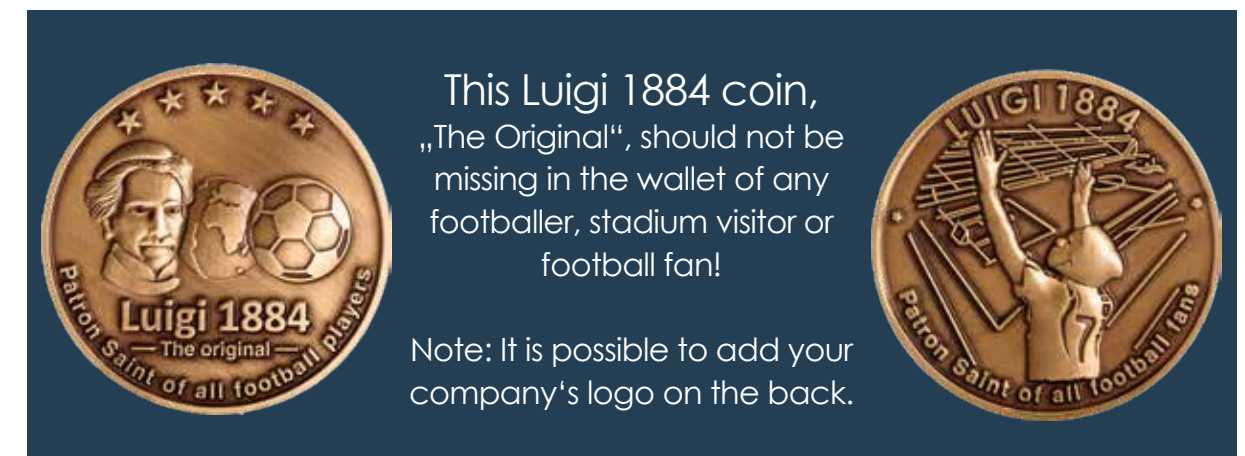 Luigi 1884
The original
Patron Saint of all football players
This Luigi 1884 coin,
„The Original“, should not be
missing in the wallet of any
footballer, stadium visitor or
football fan!
Note: It is possible to add your
company‘s logo on the back.
LUIGI 1884
7
Patron Saint of all football fans